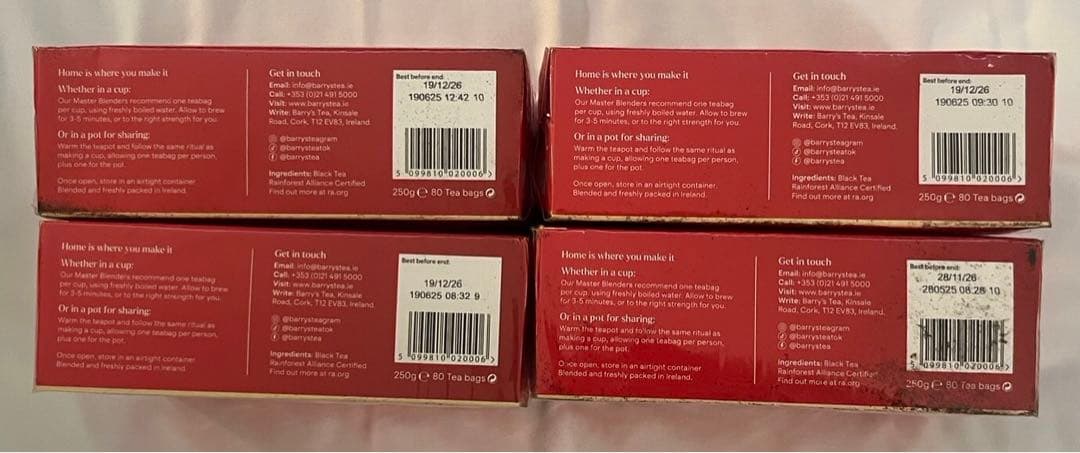 Home is where you make it
Whether in a cup:
Our Master Blenders recommend one teabag
per cup, using freshly boiled water. Allow to brew
for 3-5 minutes, or to the right strength for you.
Or in a pot for sharing:
Warm the teapot and follow the same ritual as
making a cup, allowing one teabag per person,
plus one for the pot.
Once open, store in an airtight container.
Blended and freshly packed in Ireland.
Get in touch
Email: info@barrystea.ie
Call: +353 (0)21 491 5000
Visit: www.barrystea.ie
Write: Barry's Tea, Kinsale
Road, Cork, T12 EV83, Ireland.
@barrysteagram
@barrysteatok
@barrystea
Ingredients: Black Tea
Rainforest Alliance Certified
Find out more at ra.org
Best before end:
19/12/26
190625 12:42 10
5 099810 020006 >
250g ℮ 80 Tea bags
Home is where you make it
Whether in a cup:
Our Master Blenders recommend one teabag
per cup, using freshly boiled water. Allow to brew
for 3-5 minutes, or to the right strength for you.
Or in a pot for sharing:
Warm the teapot and follow the same ritual as
making a cup, allowing one teabag per person,
plus one for the pot.
Once open, store in an airtight container.
Blended and freshly packed in Ireland.
Get in touch
Email: info@barrystea.ie
Call: +353 (0)21 491 5000
Visit: www.barrystea.ie
Write: Barry's Tea, Kinsale
Road, Cork, T12 EV83, Ireland.
@barrysteagram
@barrysteatok
@barrystea
Ingredients: Black Tea
Rainforest Alliance Certified
Find out more at ra.org
Best before end:
19/12/26
190625 09:30 10
5 099810 020006 >
250g ℮ 80 Tea bags
Home is where you make it
Whether in a cup:
Our Master Blenders recommend one teabag
per cup, using freshly boiled water. Allow to brew
for 3-5 minutes, or to the right strength for you.
Or in a pot for sharing:
Warm the teapot and follow the same ritual as
making a cup, allowing one teabag per person,
plus one for the pot.
Once open, store in an airtight container
Blended and freshly packed in Ireland.
Get in touch
Email: info@barrystea.ie
Call: +353 (0)21 491 5000
Visit: www.barrystea.ie
Write: Barry's Tea, Kinsale
Road, Cork, T12 EV83, Ireland.
@barrysteagram
@barrysteatok
@barrystea
Ingredients: Black Tea
Rainforest Alliance Certified
Find out more at ra.org
Best before end:
19/12/26
190625 08:32 9
5 099810 020006 >
250g ℮ 80 Tea bags
Home is where you make it
Whether in a cup:
Our Master Blenders recommend one teabag
per cup, using freshly boiled water. Allow to brew
for 3-5 minutes, or to the right strength for you.
Or in a pot for sharing:
Warm the teapot and follow the same ritual as
making a cup, allowing one teabag per person,
plus one for the pot.
Once open, store in an airtight container.
Blended and freshly packed in Ireland.
Get in touch
Email: info@barrystea.ie
Call: +353 (0)21 491 5000
Visit: www.barrystea.ie
Write: Barry's Tea, Kinsale
Road, Cork, T12 EV83, Ireland.
@barrysteagram
@barrysteatok
@barrystea
Ingredients: Black Tea
Rainforest Alliance Certified
Find out more at ra.org
Best before end:
28/11/26
280525 08:28 10
5 099810 020006 >
250g ℮ 80 Tea bags